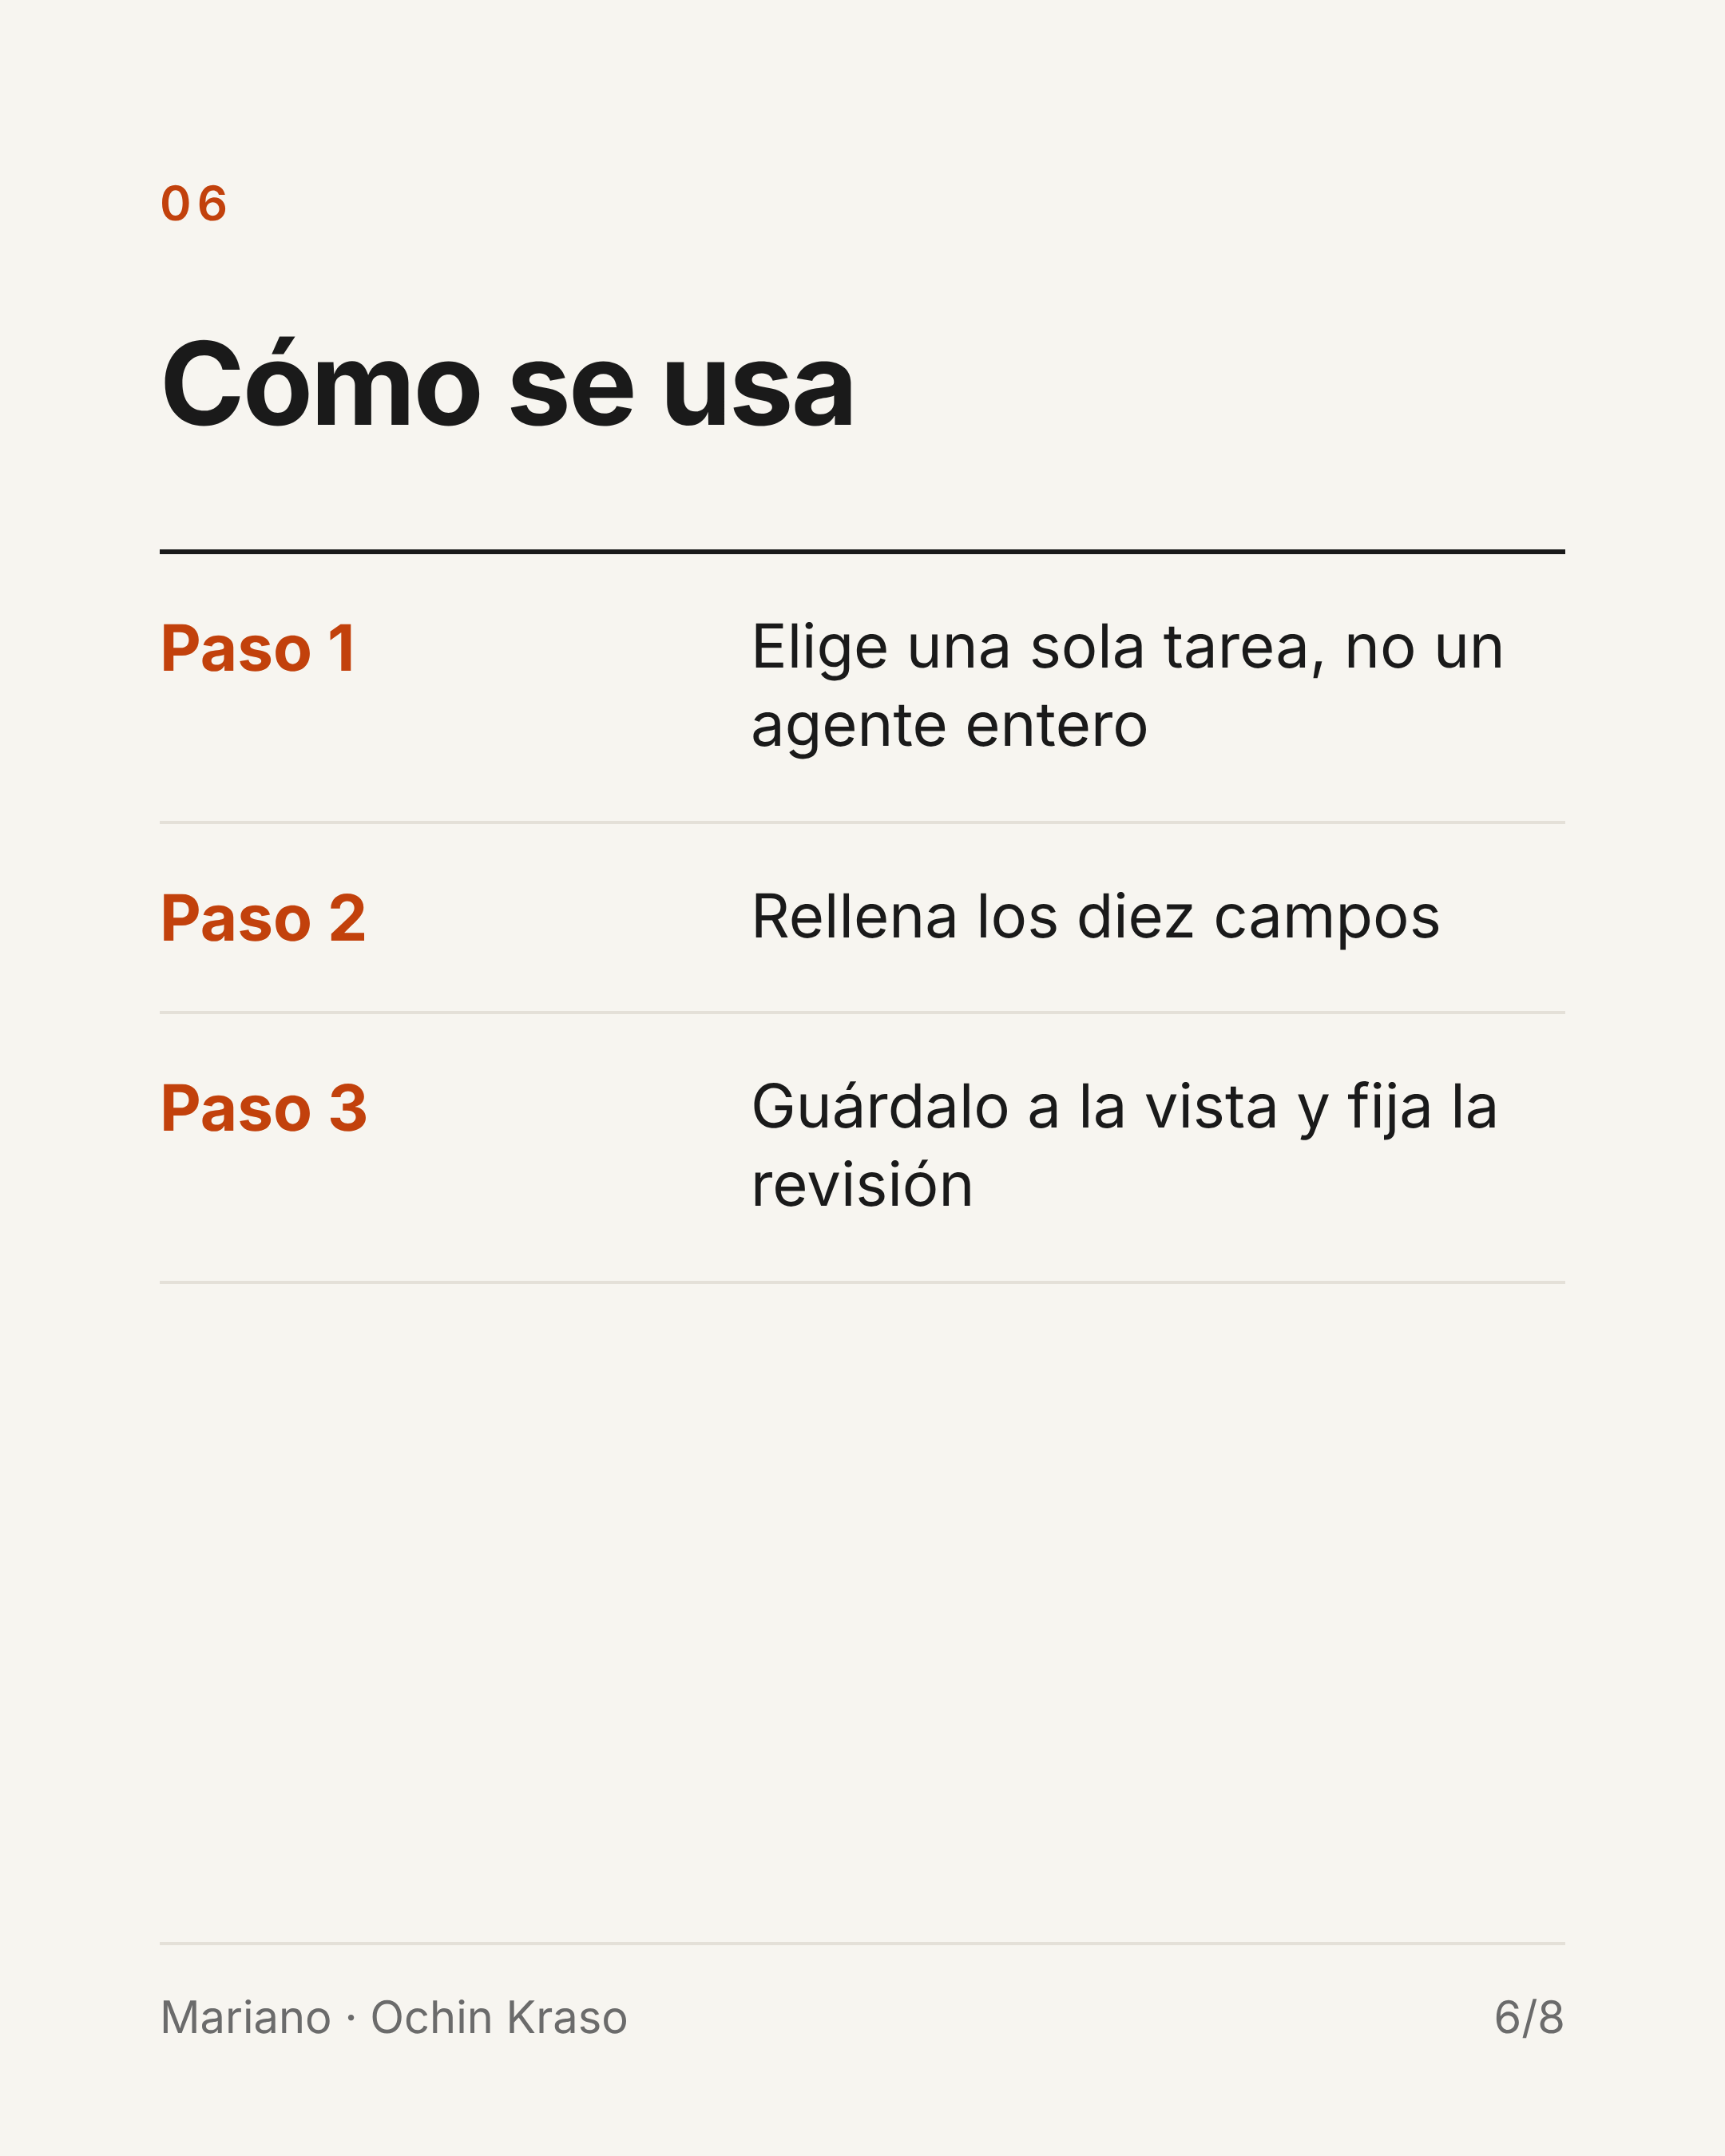 06
Cómo se usa
Paso 1
Elige una sola tarea, no un
agente entero
Paso 2
Rellena los diez campos
Paso 3
Guárdalo a la vista y fija la
revisión
Mariano · Ochin Kraso
6/8